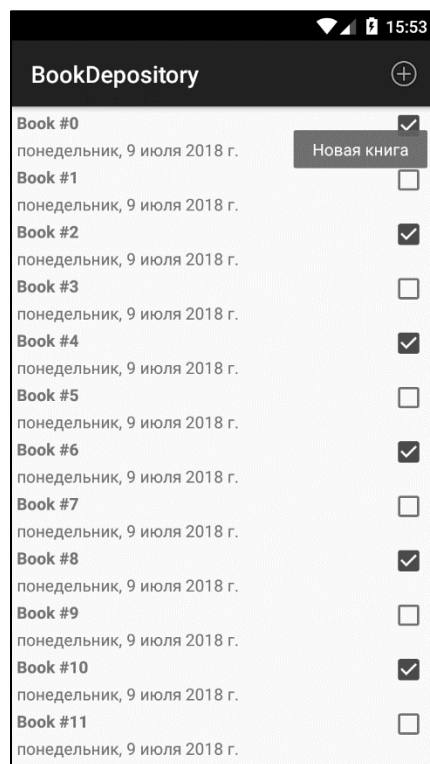 15:53
BookDepository
Book #0
понедельник, 9 июля 2018 г.
Новая книга
Book #1
понедельник, 9 июля 2018 г.
Book #2
понедельник, 9 июля 2018 г.
Book #3
понедельник, 9 июля 2018 г.
Book #4
понедельник, 9 июля 2018 г.
Book #5
понедельник, 9 июля 2018 г.
Book #6
понедельник, 9 июля 2018 г.
Book #7
понедельник, 9 июля 2018 г.
Book #8
понедельник, 9 июля 2018 г.
Book #9
понедельник, 9 июля 2018 г.
Book #10
понедельник, 9 июля 2018 г.
Book #11
понедельник, 9 июля 2018 г.